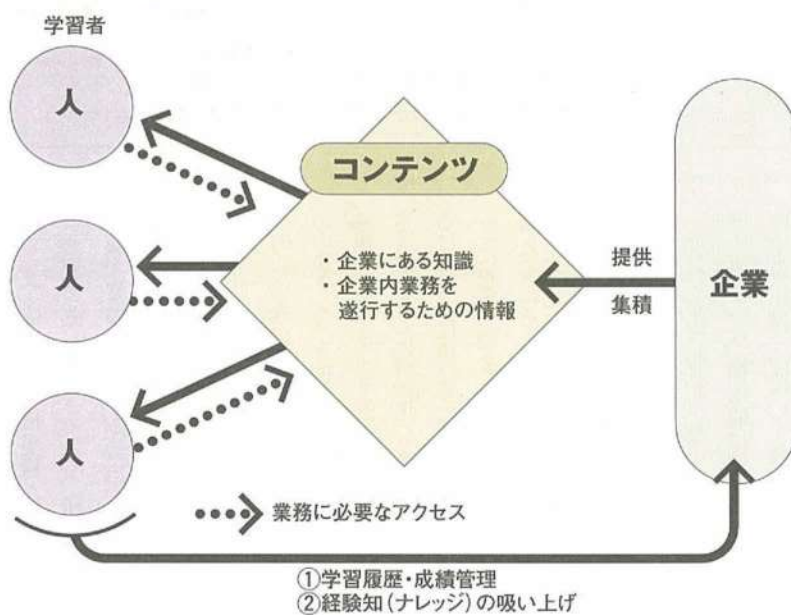 学習者
人
人
人
コンテンツ
・企業にある知識
・企業内業務を
遂行するための情報
提供
集積
企業
業務に必要なアクセス
①学習履歴・成績管理
②経験知(ナレッジ)の吸い上げ